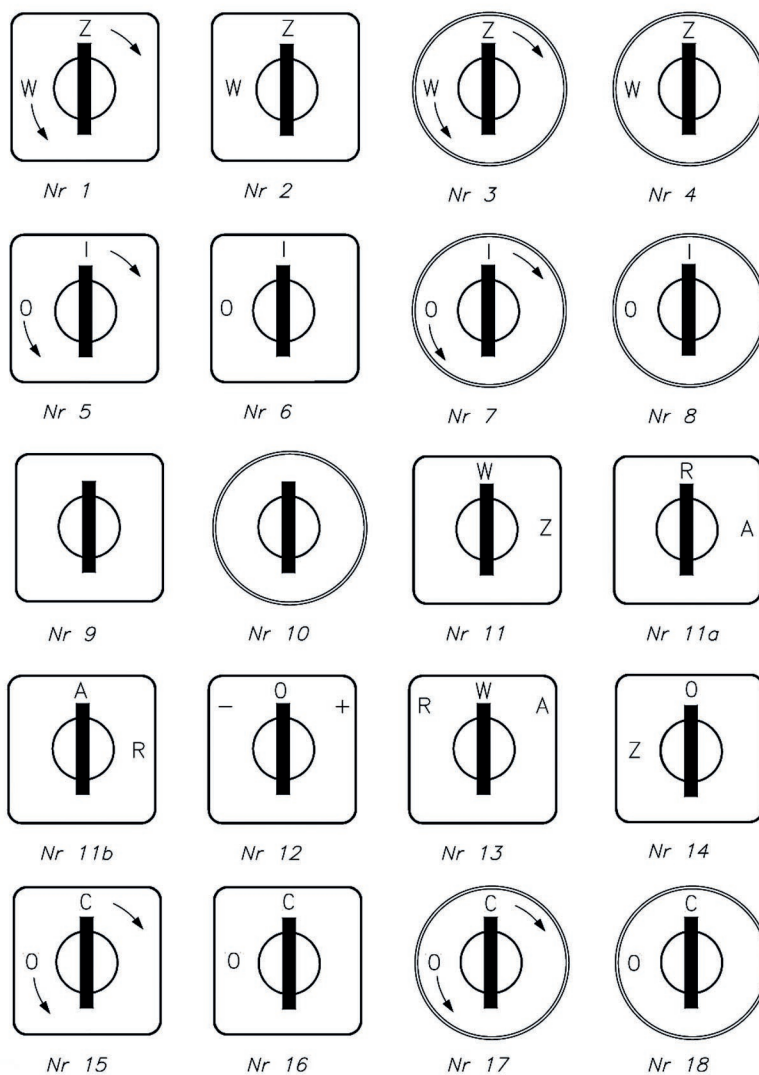 Z Z Z Z
W W W W
Nr 1 Nr 2 Nr 3 Nr 4
I I I I
O O O O
Nr 5 Nr 6 Nr 7 Nr 8
W R
Z A
Nr 9 Nr 10 Nr 11 Nr 11a
A - O + R W A O
R Z
Nr 11b Nr 12 Nr 13 Nr 14
C C C C
O O O O
Nr 15 Nr 16 Nr 17 Nr 18